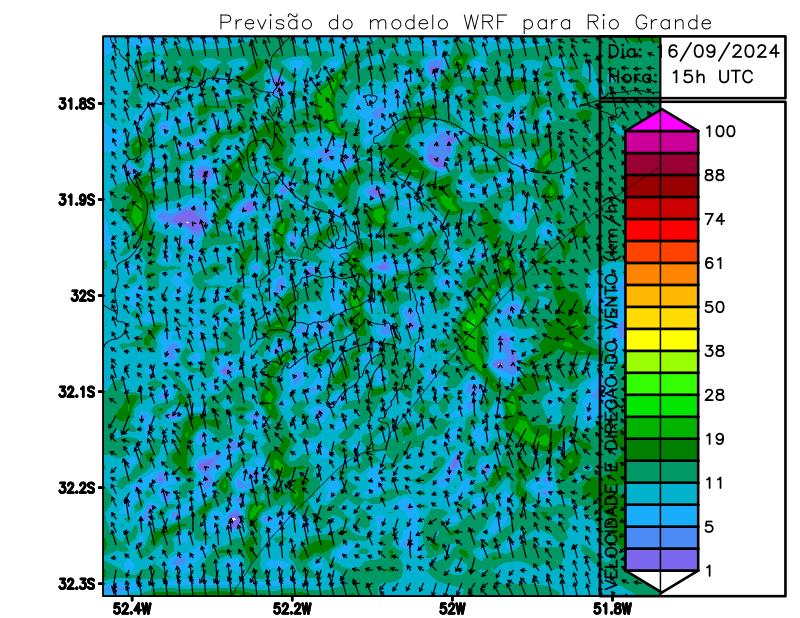 Previsão do modelo WRF para Rio Grande
Dia: 16/09/2024
Hora: 15h UTC
31.8S
31.9S
32S
32.1S
32.2S
32.3S
52.4W
52.2W
52W
51.8W
VELOCIDADE E DIREÇÃO DO VENTO (km/h)
100
88
74
61
50
38
28
19
11
5
1